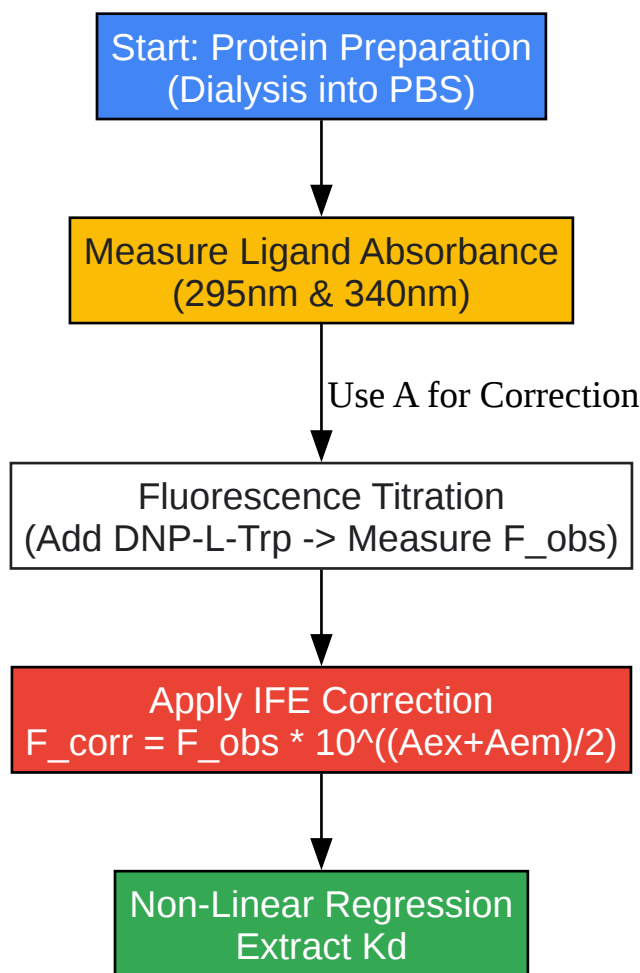 Start: Protein Preparation
(Dialysis into PBS)
Measure Ligand Absorbance
(295nm & 340nm)
Use A for Correction
Fluorescence Titration
(Add DNP-L-Trp -> Measure F_obs)
Apply IFE Correction
F_corr = F_obs * 10^((Aex+Aem)/2)
Non-Linear Regression
Extract Kd